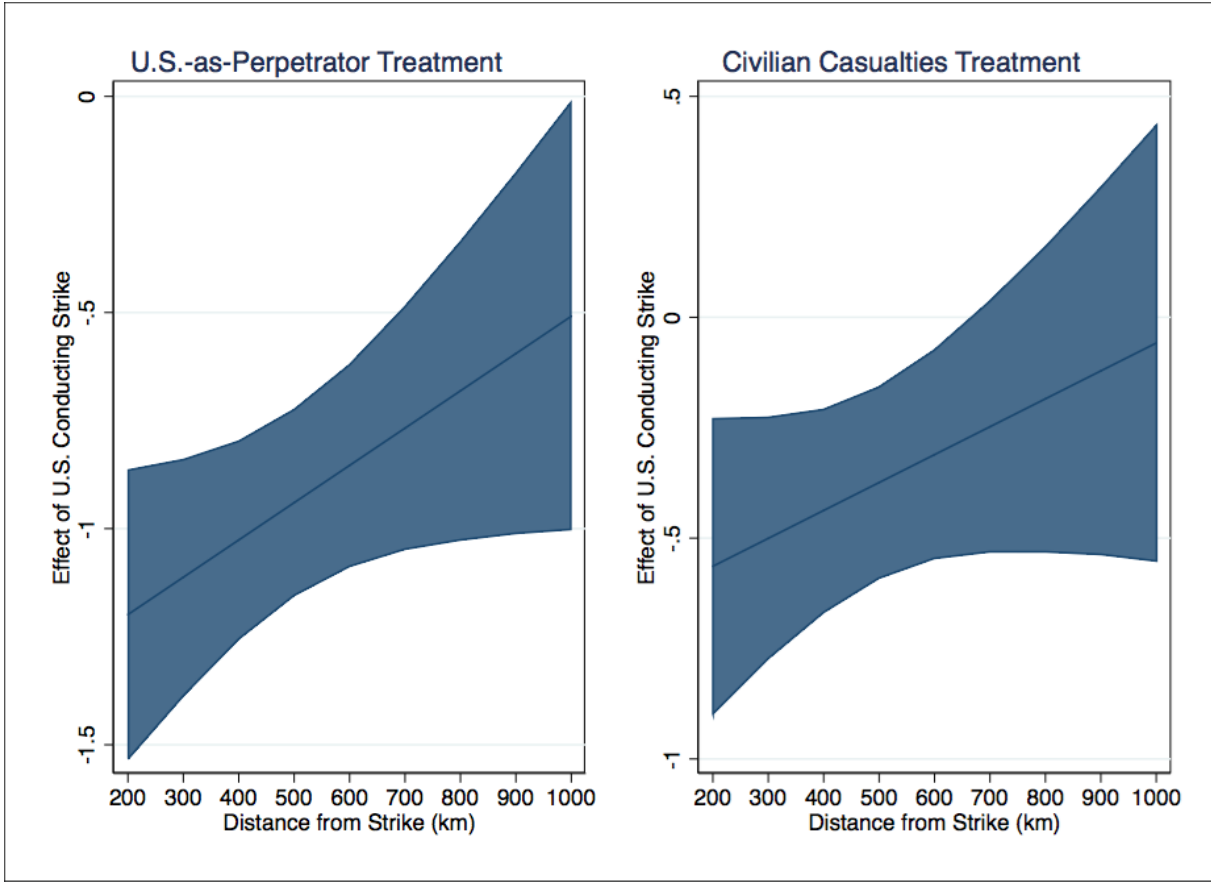 U.S.-as-Perpetrator Treatment
Effect of U.S. Conducting Strike
0
-.5
-1
-1.5
200 300 400 500 600 700 800 900 1000
Distance from Strike (km)
Civilian Casualties Treatment
Effect of U.S. Conducting Strike
.5
0
-.5
-1
200 300 400 500 600 700 800 900 1000
Distance from Strike (km)